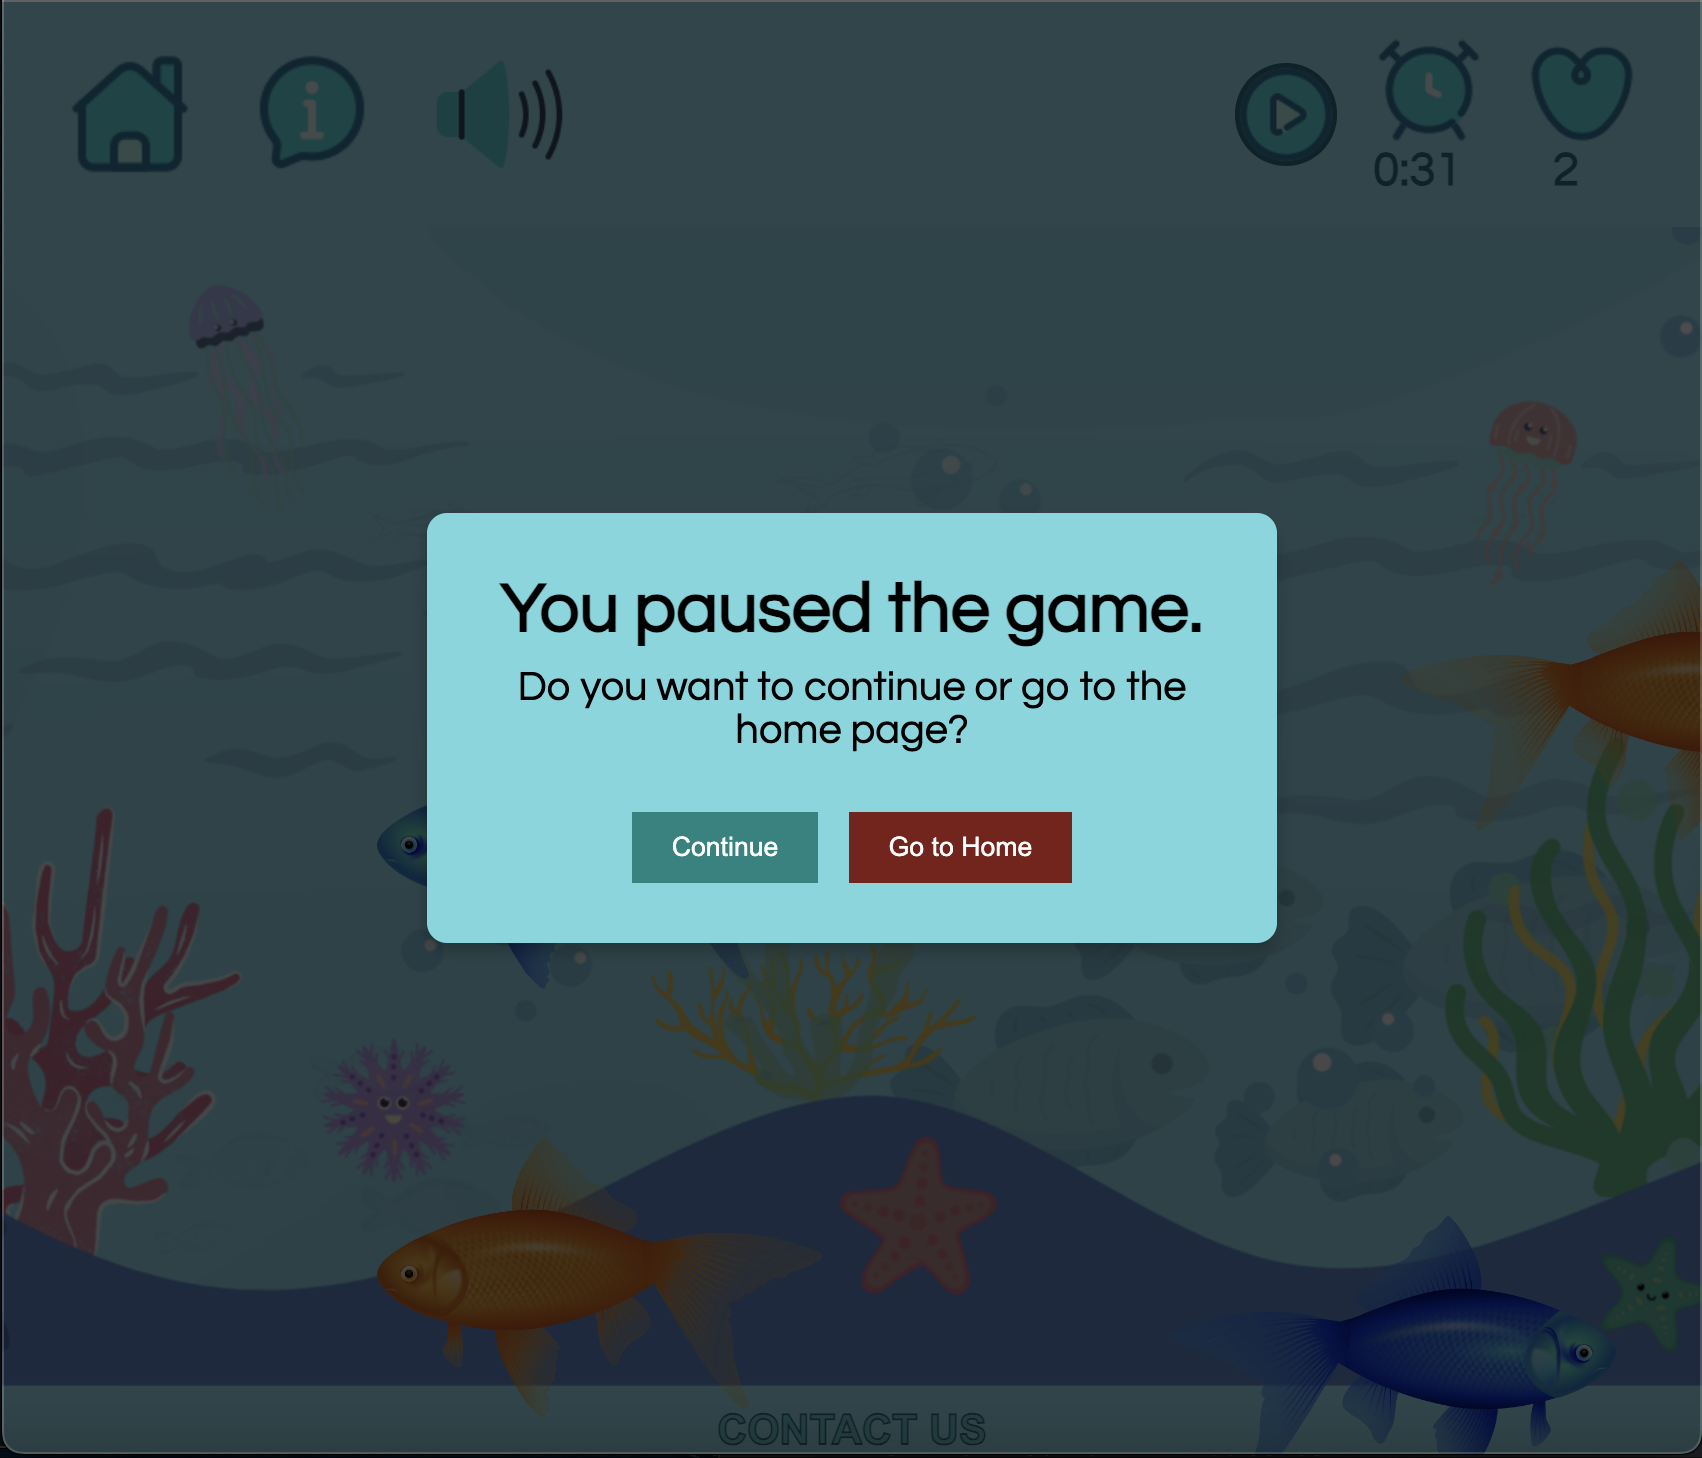 0:31
2
You paused the game.
Do you want to continue or go to the
home page?
Continue
Go to Home
CONTACT US